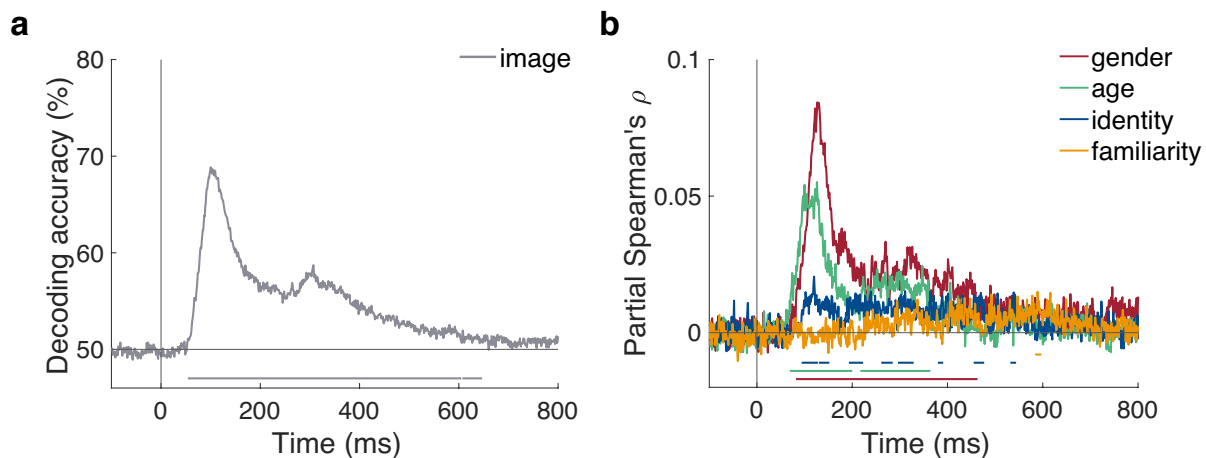 a
image
Decoding accuracy (%)
80
70
60
50
0
200
400
600
800
Time (ms)
b
gender
age
identity
familiarity
Partial Spearman's ρ
0.1
0.05
0
0
200
400
600
800
Time (ms)